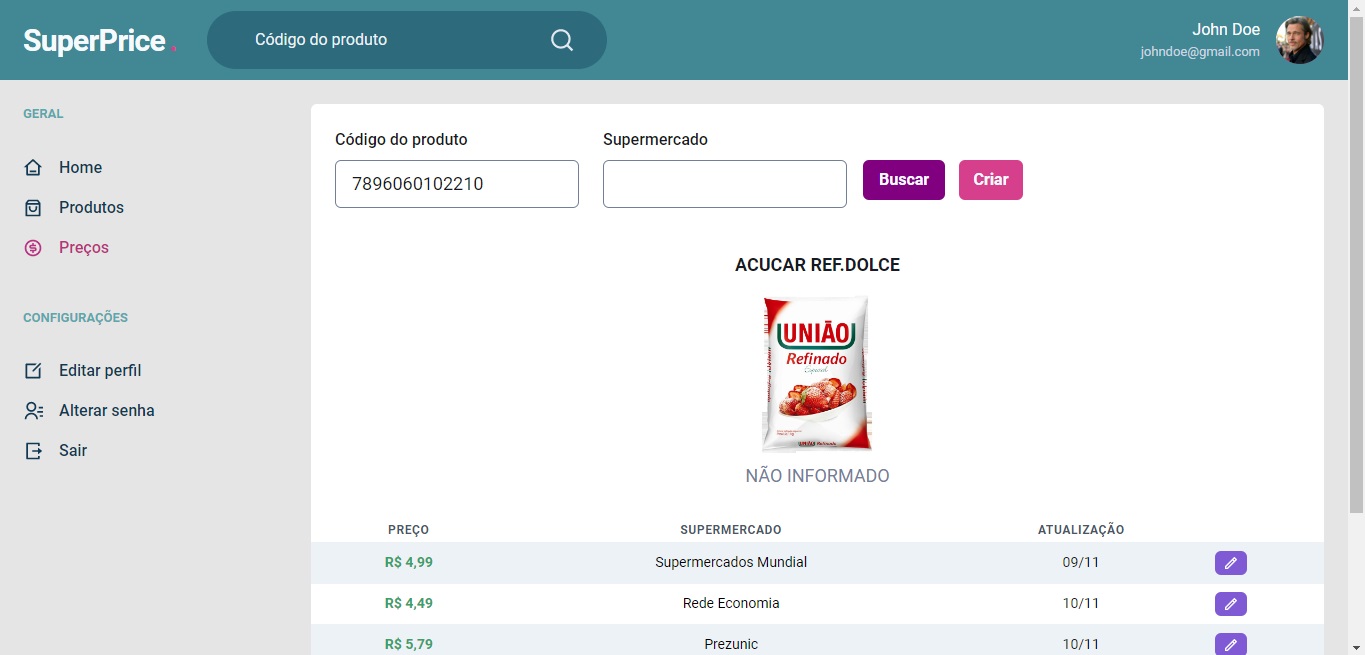 SuperPrice.
Código do produto
John Doe
johndoe@gmail.com
GERAL
Home
Produtos
Preços
CONFIGURAÇÕES
Editar perfil
Alterar senha
Sair
Código do produto
Supermercado
7896060102210
Buscar
Criar
ACUCAR REF.DOLCE
UNIÃO
Refinado
Especial
NÃO INFORMADO
PREÇO SUPERMERCADO ATUALIZAÇÃO
R$ 4,99 Supermercados Mundial 09/11
R$ 4,49 Rede Economia 10/11
R$ 5,79 Prezunic 10/11